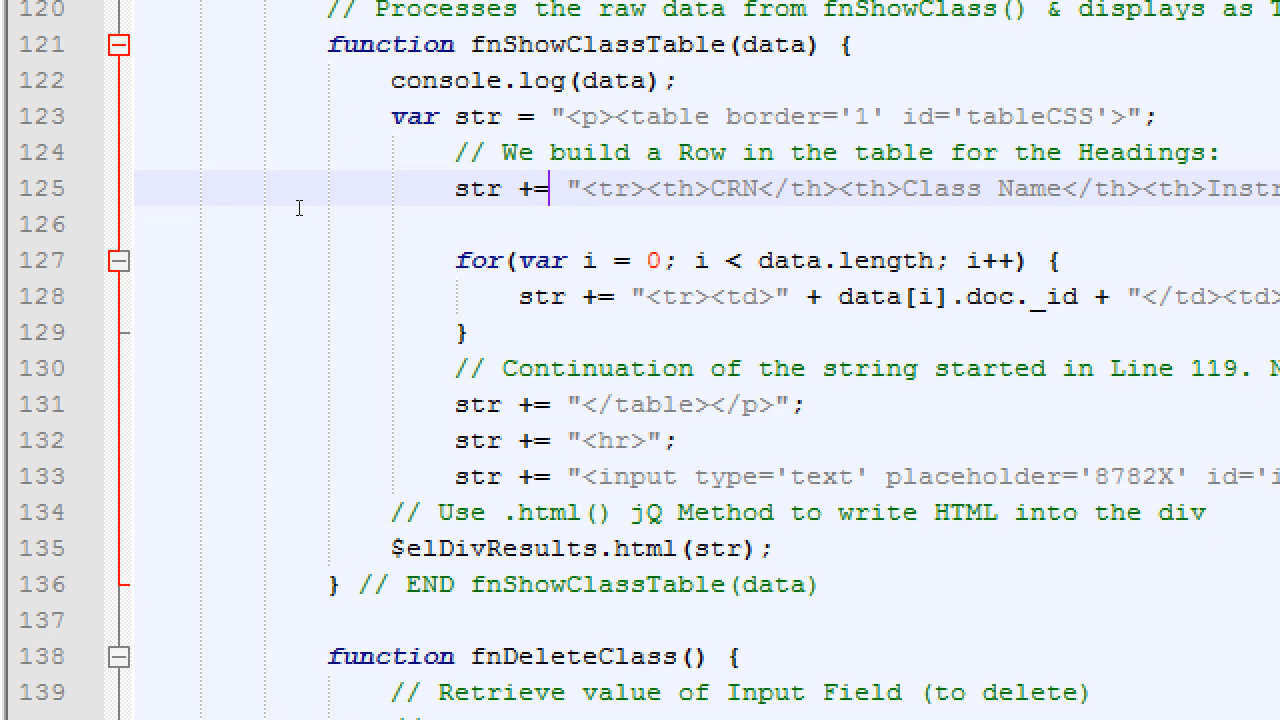 120 // Processes the raw data from fnShowClass() & displays as
121 function fnShowClassTable(data) {
122 console.log(data);
123 var str = "<p><table border='1' id='tableCSS'>";
124 // We build a Row in the table for the Headings:
125 str += "<tr><th>CRN</th><th>Class Name</th><th>Instr
126
127 for(var i = 0; i < data.length; i++) {
128 str += "<tr><td>" + data[i].doc._id + "</td><td>
129 }
130 // Continuation of the string started in Line 119.
131 str += "</table></p>";
132 str += "<hr>";
133 str += "<input type='text' placeholder='8782X' id='i
134 // Use .html() jQ Method to write HTML into the div
135 $elDivResults.html(str);
136 } // END fnShowClassTable(data)
137
138 function fnDeleteClass() {
139 // Retrieve value of Input Field (to delete)